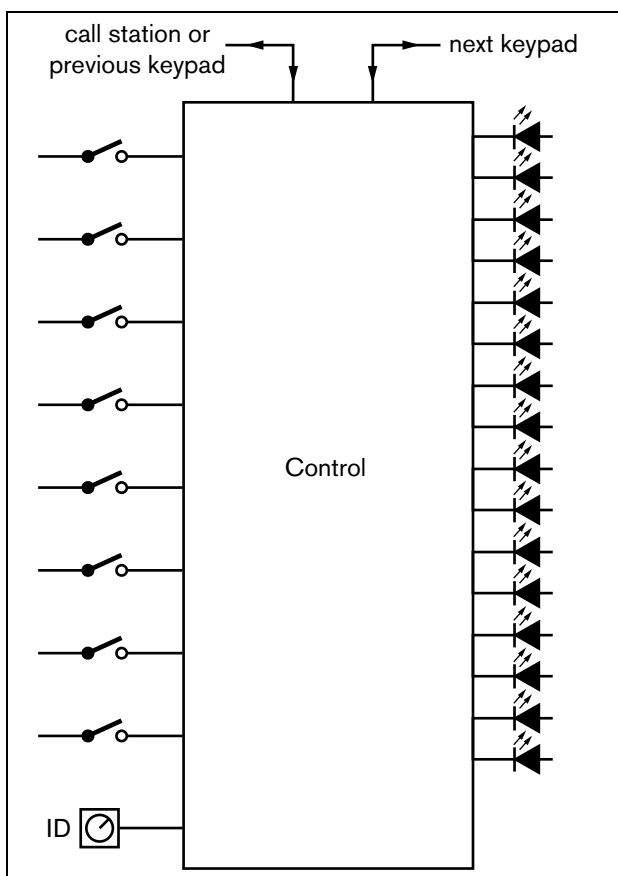 call station or
previous keypad
next keypad
Control
ID